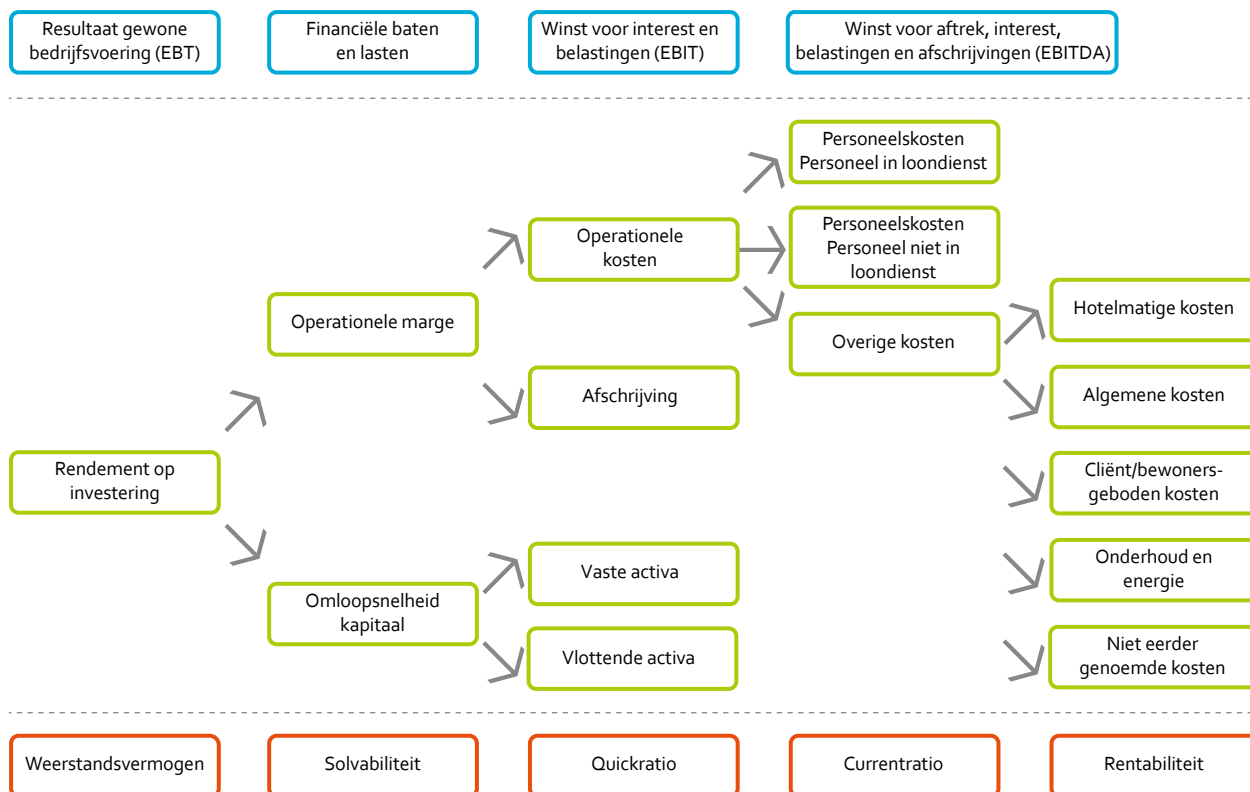 Resultaat gewone
bedrijfsvoering (EBT)
Financiële baten
en lasten
Winst voor interest en
belastingen (EBIT)
Winst voor aftrek, interest,
belastingen en afschrijvingen (EBITDA)
Rendement op
investering
Operationele marge
Omloopsnelheid
kapitaal
Operationele
kosten
Afschrijving
Vaste activa
Vlottende activa
Personeelskosten
Personeel in loondienst
Personeelskosten
Personeel niet in
loondienst
Overige kosten
Hotelmatige kosten
Algemene kosten
Cliënt/bewoners-
geboden kosten
Onderhoud en
energie
Niet eerder
genoemde kosten
Weerstandsvermogen
Solvabiliteit
Quickratio
Currentratio
Rentabiliteit